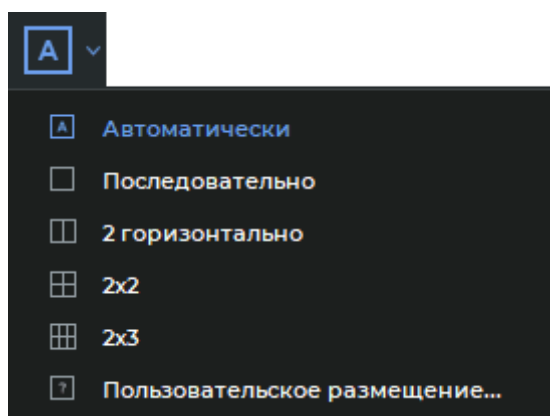 A
A Автоматически
Последовательно
2 горизонтально
2x2
2x3
? Пользовательское размещение...